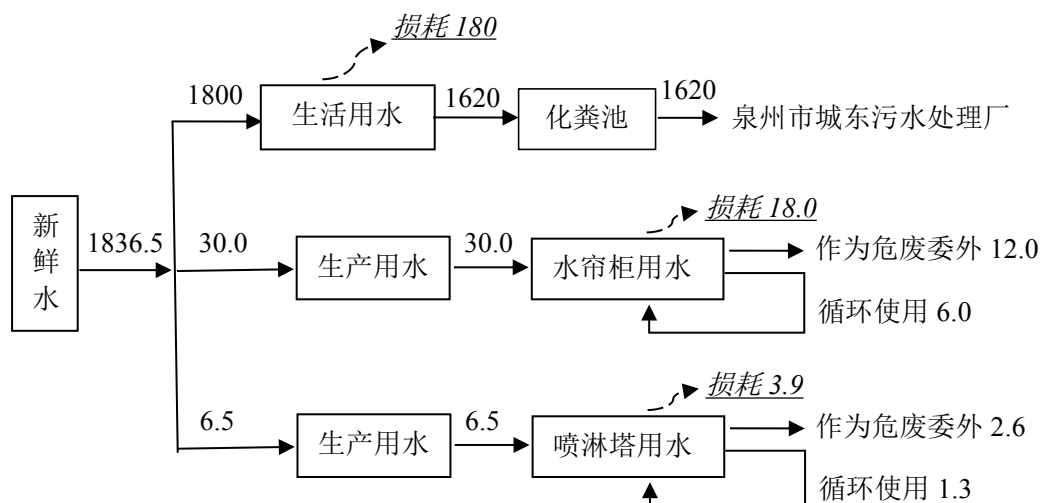 损耗 180
1800
生活用水
1620
化粪池
1620
泉州市城东污水处理厂
新鲜水
1836.5
30.0
生产用水
30.0
损耗 18.0
水帘柜用水
作为危废委外 12.0
循环使用 6.0
6.5
生产用水
6.5
损耗 3.9
喷淋塔用水
作为危废委外 2.6
循环使用 1.3